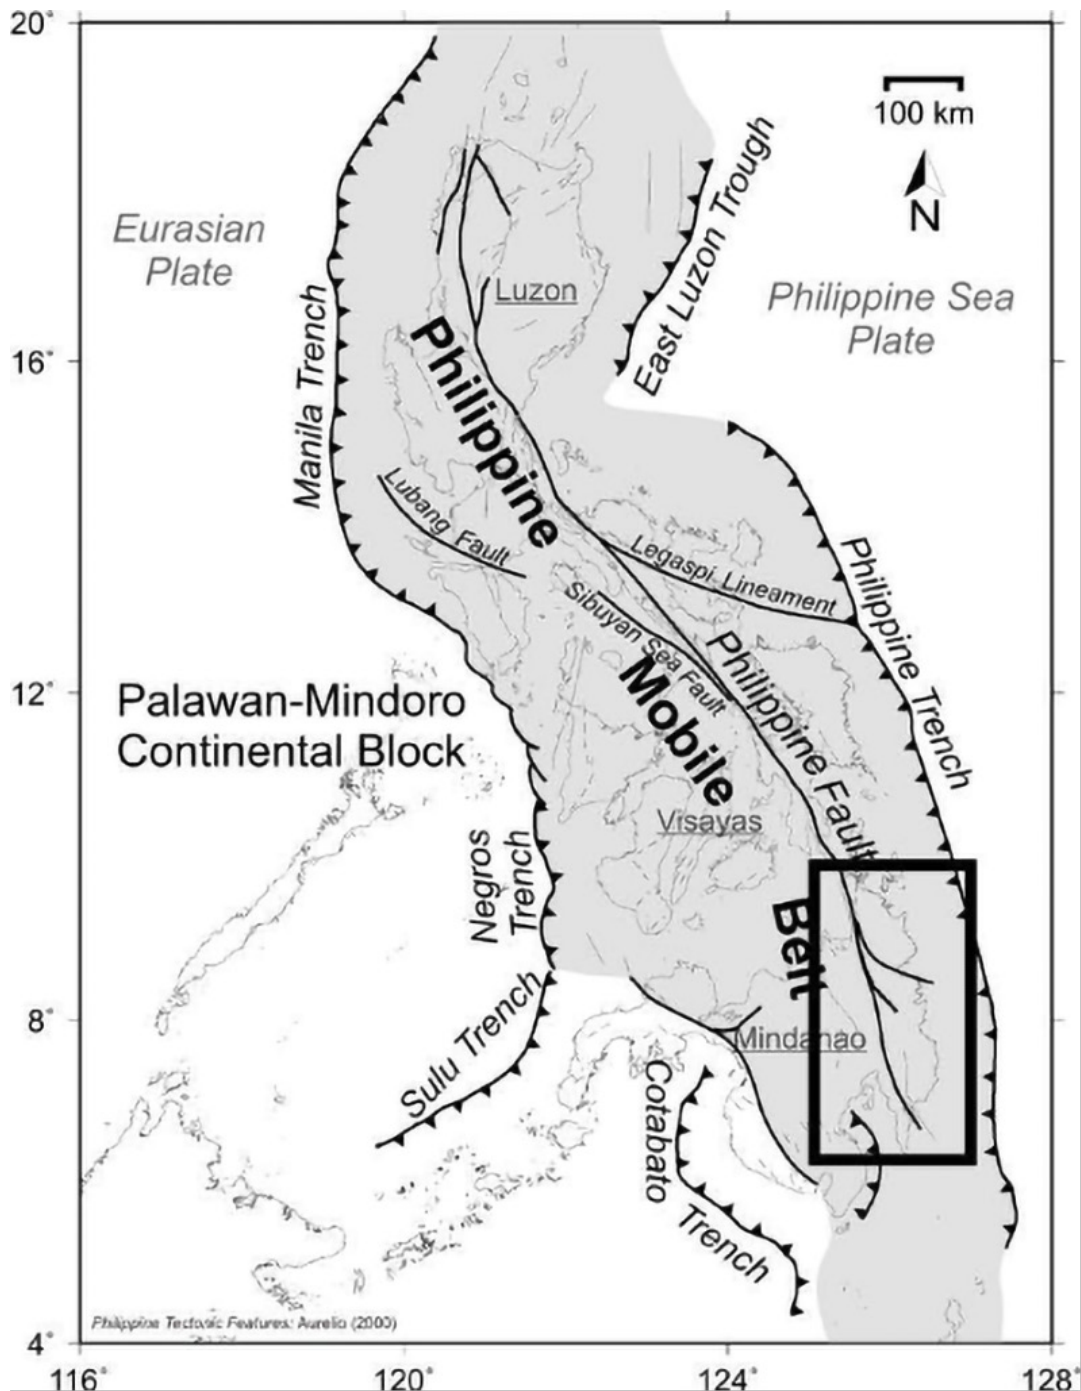 20°
100 km
N
Eurasian
Plate
East Luzon Trough
Luzon
Philippine Sea
Plate
16°
Manila Trench
Philippine
Lubang Fault
Legaspi Lineament
Sibuyan Sea Fault
Philippine Trench
Mobile
Philippine Fault
12°
Palawan-Mindoro
Continental Block
Visayas
Negros
Trench
Belt
8°
Sulu Trench
Mindanao
Cotabato
Trench
Philippine Tectonic Features: Aurelio (2000)
4°
116°
120°
124°
128°